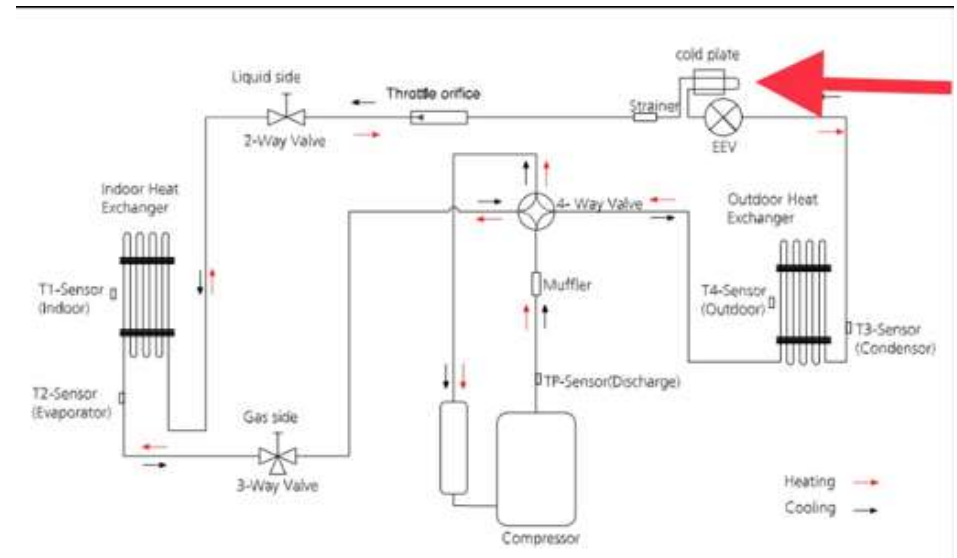 cold plate
Liquid side
Throttle orifice
Strainer
2-Way Valve
EEV
Indoor Heat
Exchanger
4- Way Valve
Outdoor Heat
Exchanger
T1-Sensor
(Indoor)
Muffler
T4-Sensor
(Outdoor)
T3-Sensor
(Condensor)
T2-Sensor
(Evaporator)
TP-Sensor(Discharge)
Gas side
3-Way Valve
Heating
Cooling
Compressor